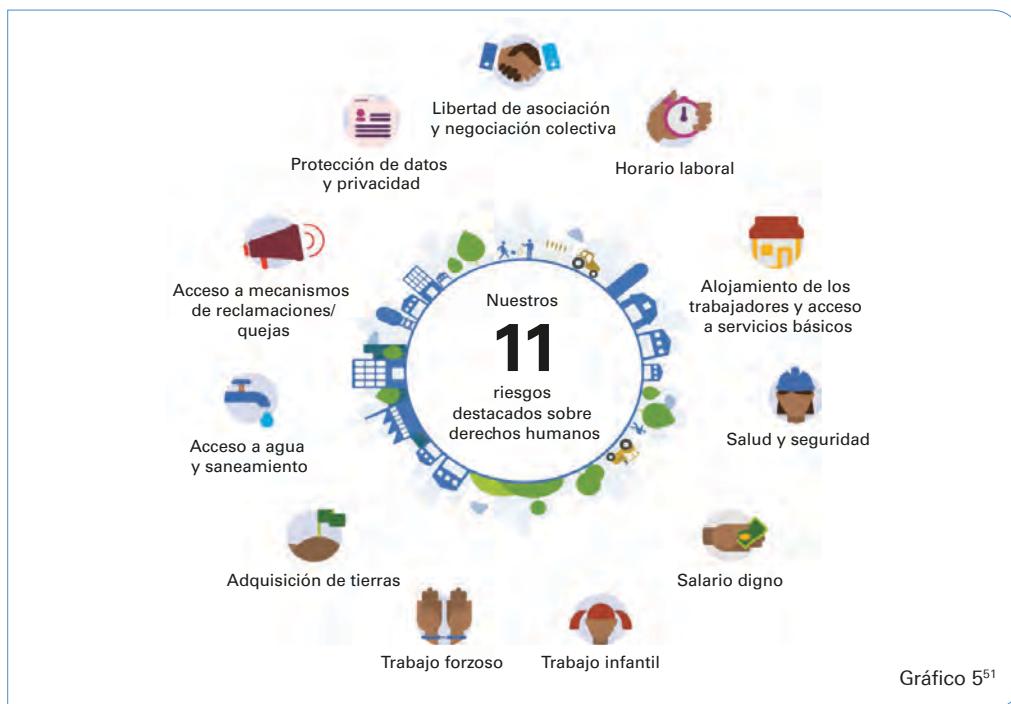 Libertad de asociación
y negociación colectiva
Horario laboral
Alojamiento de los
trabajadores y acceso
a servicios básicos
Salud y seguridad
Salario digno
Trabajo infantil
Trabajo forzoso
Adquisición de tierras
Acceso a agua
y saneamiento
Acceso a mecanismos
de reclamaciones/
quejas
Protección de datos
y privacidad
Nuestros
11
riesgos
destacados sobre
derechos humanos
Gráfico 5⁵¹